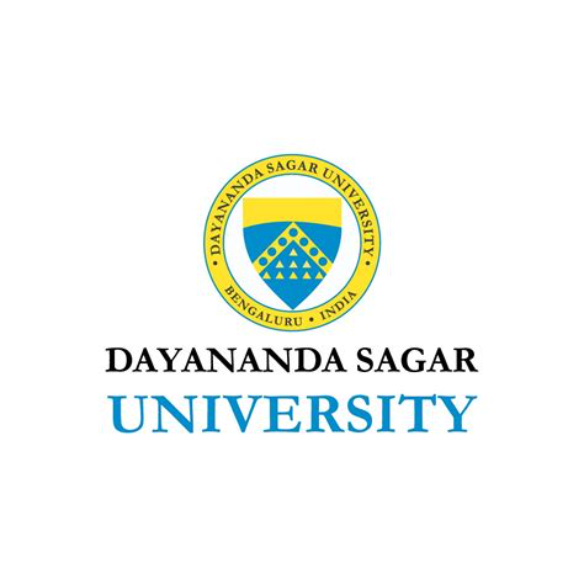 • DAYANANDA SAGAR UNIVERSITY •
BENGALURU • INDIA
DAYANANDA SAGAR
UNIVERSITY